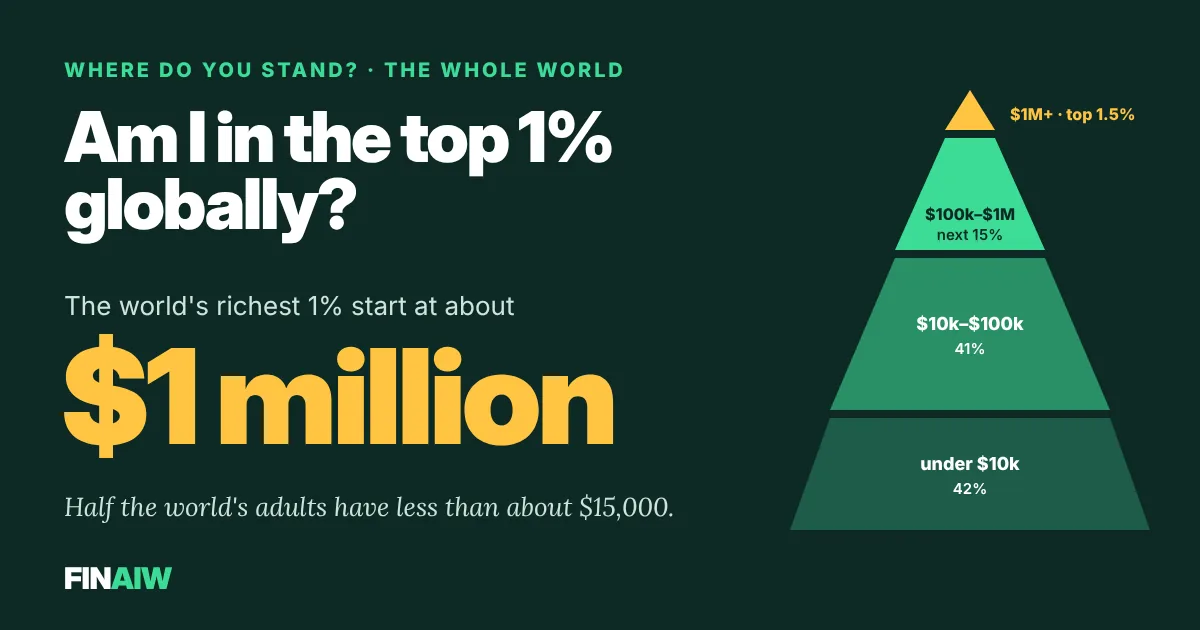 WHERE DO YOU STAND? · THE WHOLE WORLD
Am I in the top 1%
globally?
The world's richest 1% start at about
$1 million
Half the world's adults have less than about $15,000.
FINAIW
$1M+ · top 1.5%
$100k–$1M
next 15%
$10k–$100k
41%
under $10k
42%